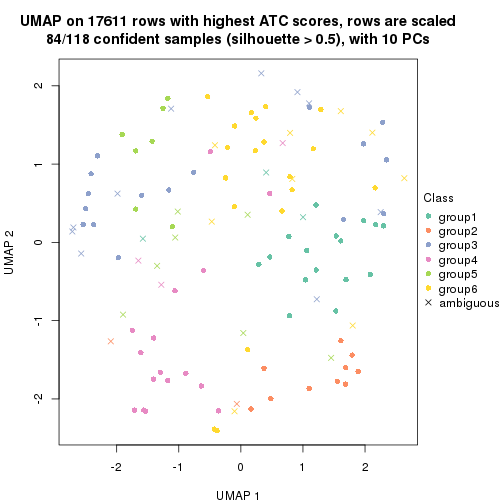 UMAP on 17611 rows with highest ATC scores, rows are scaled
84/118 confident samples (silhouette > 0.5), with 10 PCs
UMAP 2
2
1
0
-1
-2
-2
-1
0
1
2
UMAP 1
Class
group1
group2
group3
group4
group5
group6
ambiguous